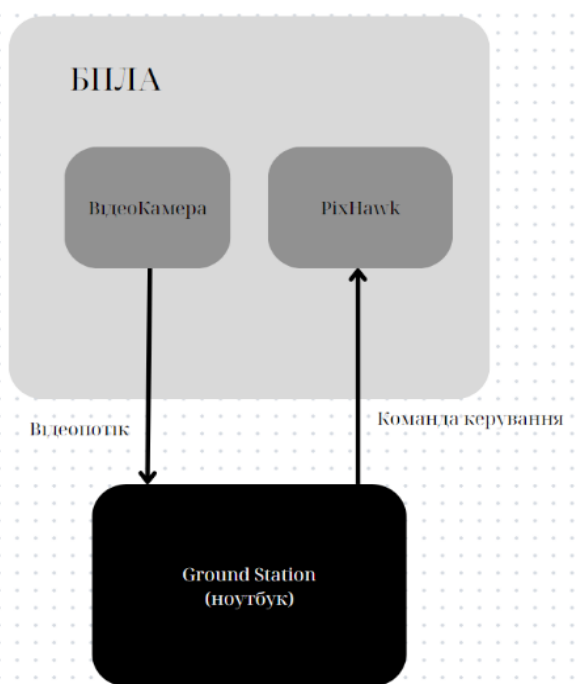 БПЛА
ВідеоКамера
PixHawk
Відеопотік
Команда керування
Ground Station
(ноутбук)